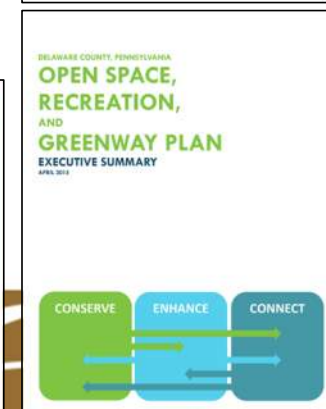 DELAWARE COUNTY, PENNSYLVANIA
OPEN SPACE,
RECREATION,
AND
GREENWAY PLAN
EXECUTIVE SUMMARY
APRIL 2015
CONSERVE ENHANCE CONNECT